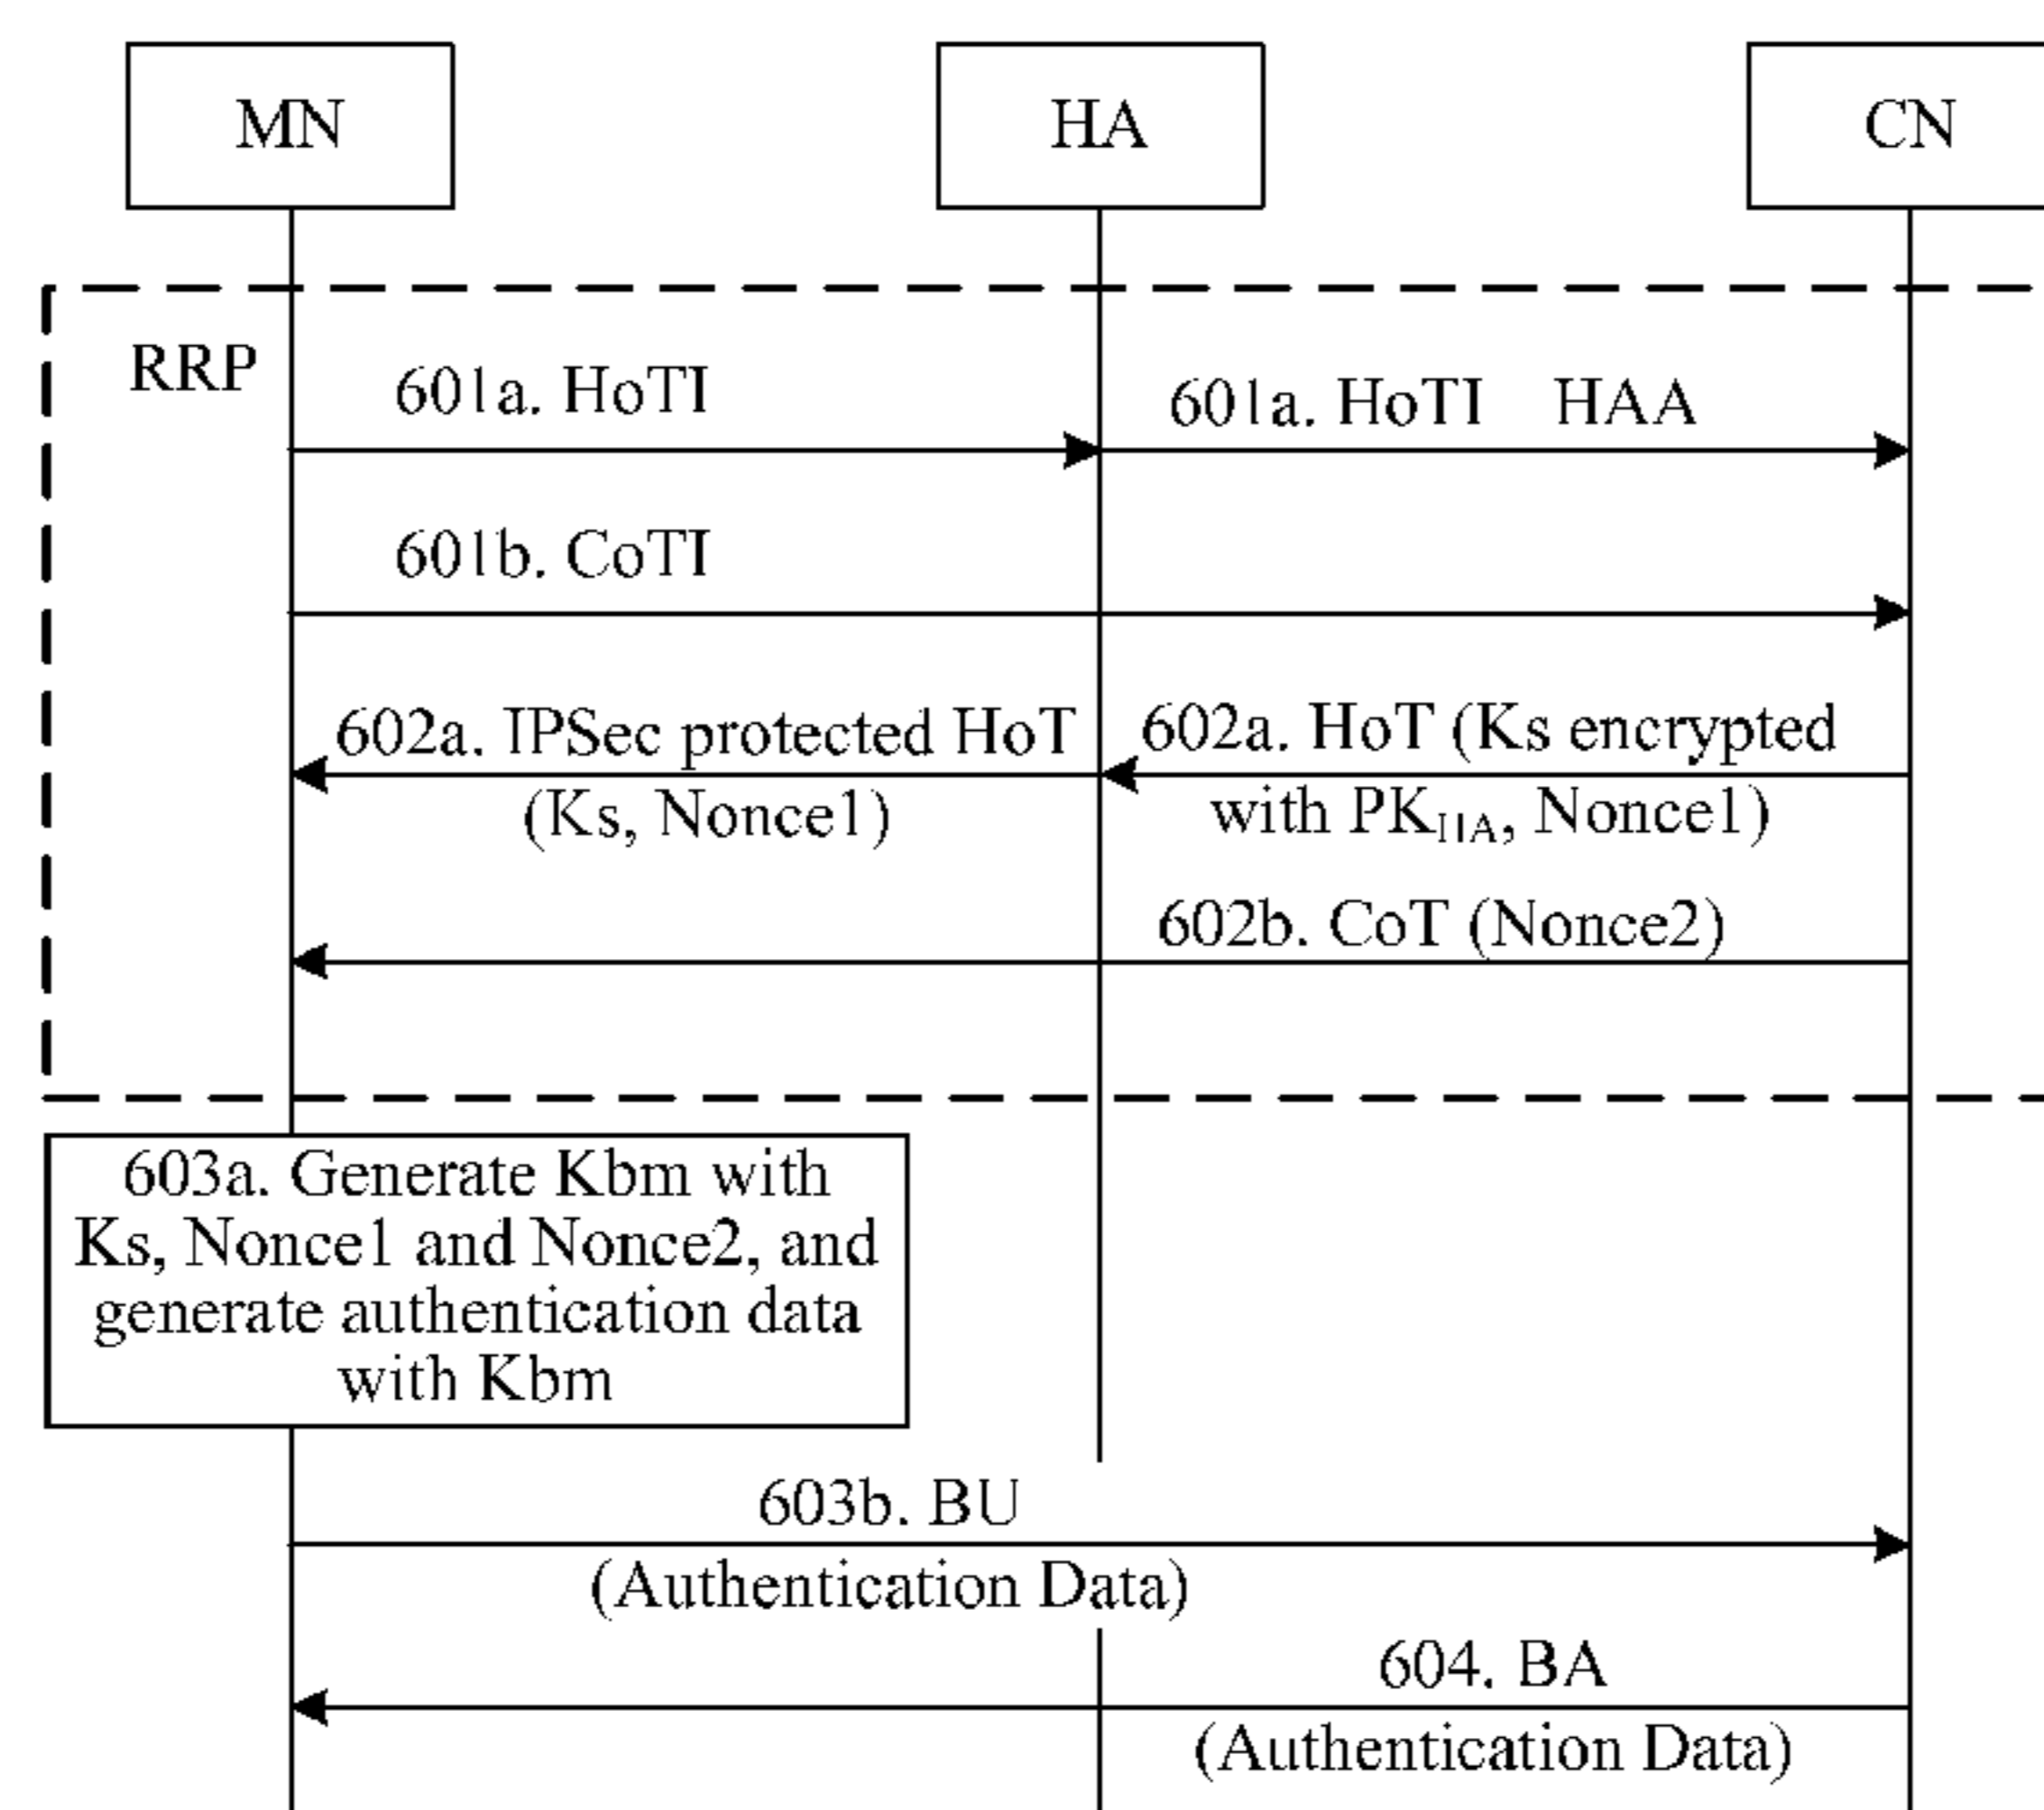 MN
HA
CN
RRP
601a. HoTI
601a. HoTI HAA
601b. CoTI
602a. IPSec protected HoT
(Ks, Nonce1)
602a. HoT (Ks encrypted
with PKHA, Nonce1)
602b. CoT (Nonce2)
603a. Generate Kbm with
Ks, Nonce1 and Nonce2, and
generate authentication data
with Kbm
603b. BU
(Authentication Data)
604. BA
(Authentication Data)